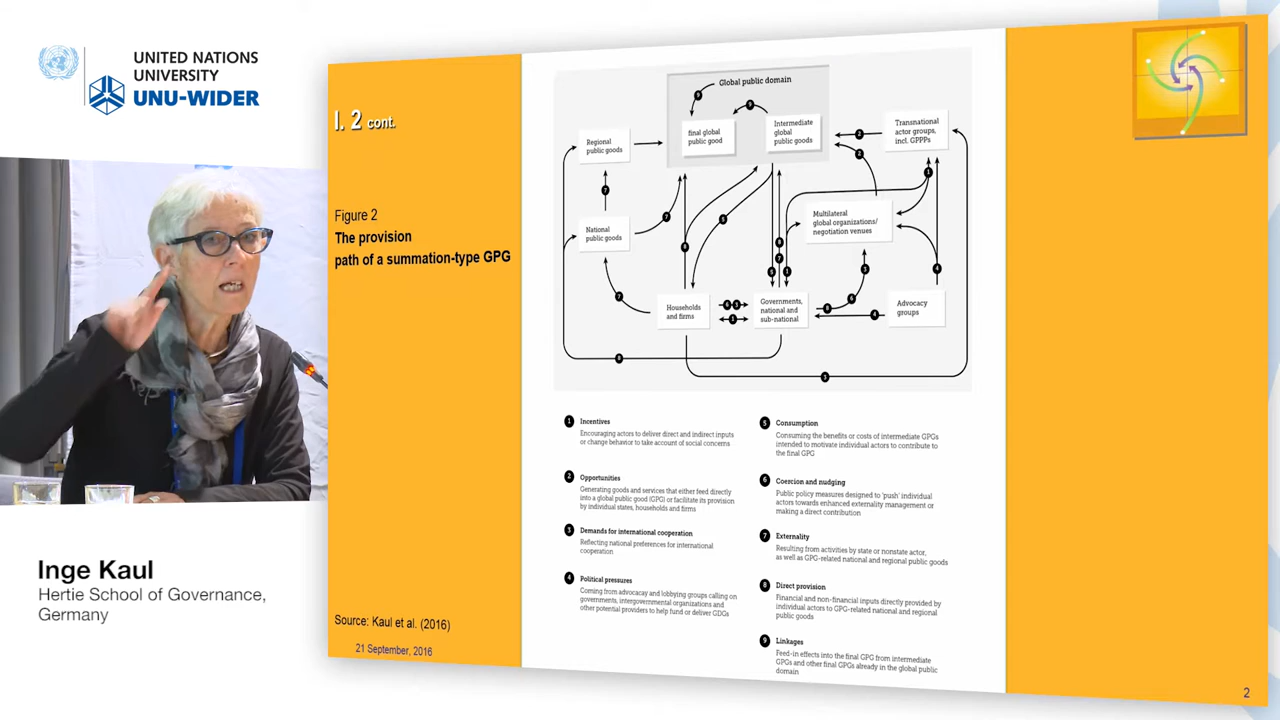 UNITED NATIONS
UNIVERSITY
UNU-WIDER
Inge Kaul
Hertie School of Governance,
Germany
I. 2 cont.
Figure 2
The provision
path of a summation-type GPG
Source: Kaul et al. (2016)
21 September, 2016
Global public domain
final global
public good
Intermediate
global
public goods
Regional
public goods
Transnational
actor groups,
incl. GPPPs
National
public goods
Multilateral
global organizations/
negotiation venues
Households
and firms
Governments,
national and
sub-national
Advocacy
groups
1 Incentives
Encouraging actors to deliver direct and indirect inputs
or change behavior to take account of social concerns
2 Opportunities
Generating goods and services that either feed directly
into a global public good (GPG) or facilitate its provision
by individual states, households and firms
3 Demands for international cooperation
Reflecting national preferences for international
cooperation
4 Political pressures
Coming from advocacay and lobbying groups calling on
governments, intergovernmental organizations and
other potential providers to help fund or deliver GDGs
5 Consumption
Consuming the benefits or costs of intermediate GPGs
intended to motivate individual actors to contribute to
the final GPG
6 Coercion and nudging
Public policy measures designed to 'push' individual
actors towards enhanced externality management or
making a direct contribution
7 Externality
Resulting from activities by state or nonstate actor,
as well as GPG-related national and regional public goods
8 Direct provision
Financial and non-financial inputs directly provided by
individual actors to GPG-related national and regional
public goods
9 Linkages
Feed-in effects into the final GPG from intermediate
GPGs and other final GPGs already in the global public
domain
2